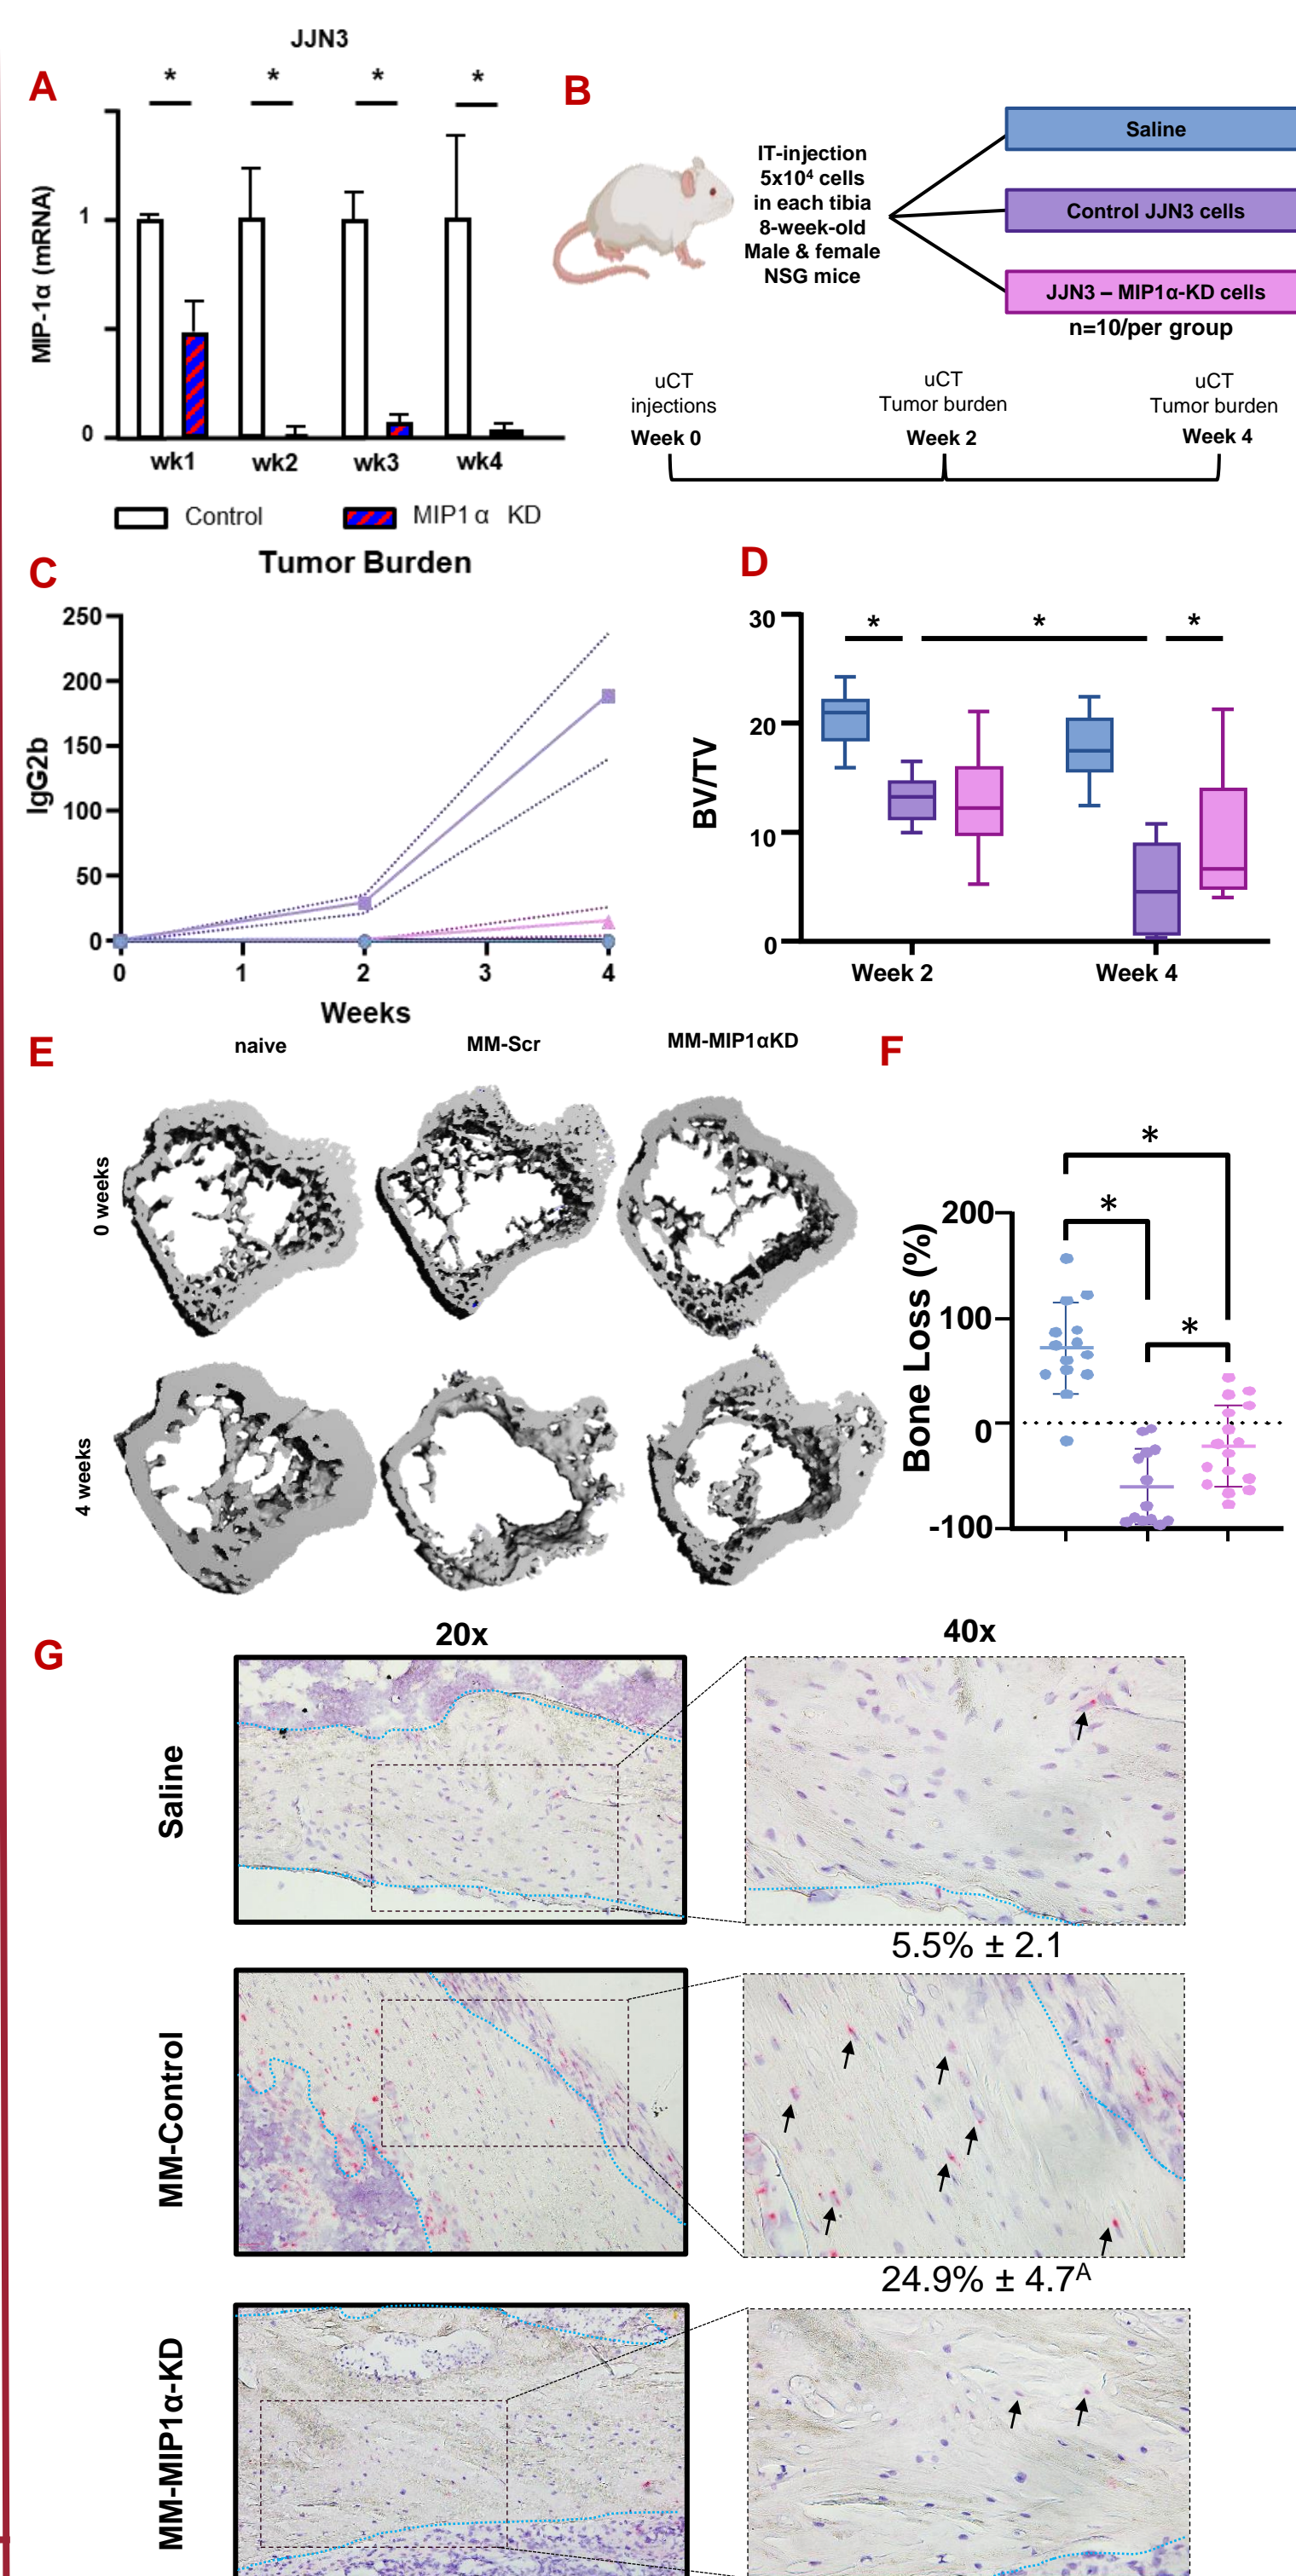 A
JJN3
* * * *
MIP-1α (mRNA)
1
0
wk1 wk2 wk3 wk4
Control MIP1 α KD
B
IT-injection
5x10⁴ cells
in each tibia
8-week-old
Male & female
NSG mice
Saline
Control JJN3 cells
JJN3 – MIP1α-KD cells
n=10/per group
uCT
injections
Week 0
uCT
Tumor burden
Week 2
uCT
Tumor burden
Week 4
C
Tumor Burden
IgG2b
250
200
150
100
50
0
0 1 2 3 4
Weeks
D
BV/TV
30
20
10
0
* * *
Week 2 Week 4
E
naive MM-Scr MM-MIP1αKD
0 weeks
4 weeks
F
Bone Loss (%)
200
100
0
-100
*
*
*
G
20x 40x
Saline
5.5% ± 2.1
MM-Control
24.9% ± 4.7ᴬ
MM-MIP1α-KD